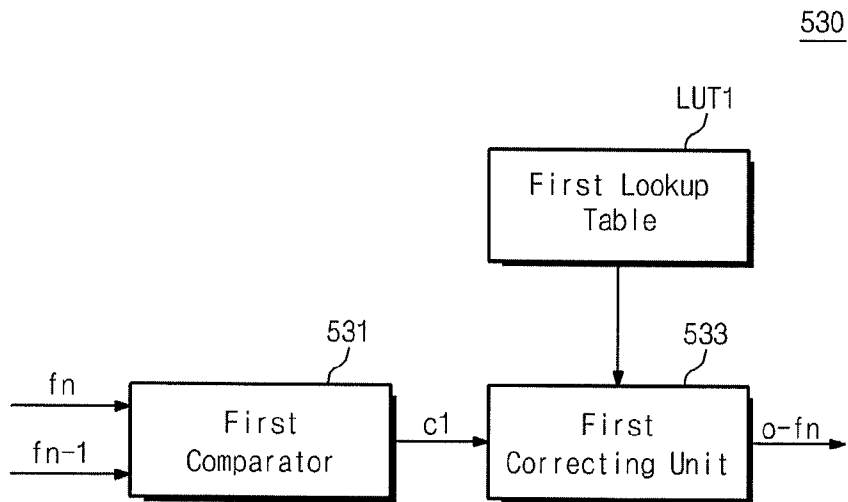 530
LUT1
First Lookup
Table
531
533
fn
fn-1
First
Comparator
c1
First
Correcting Unit
o-fn